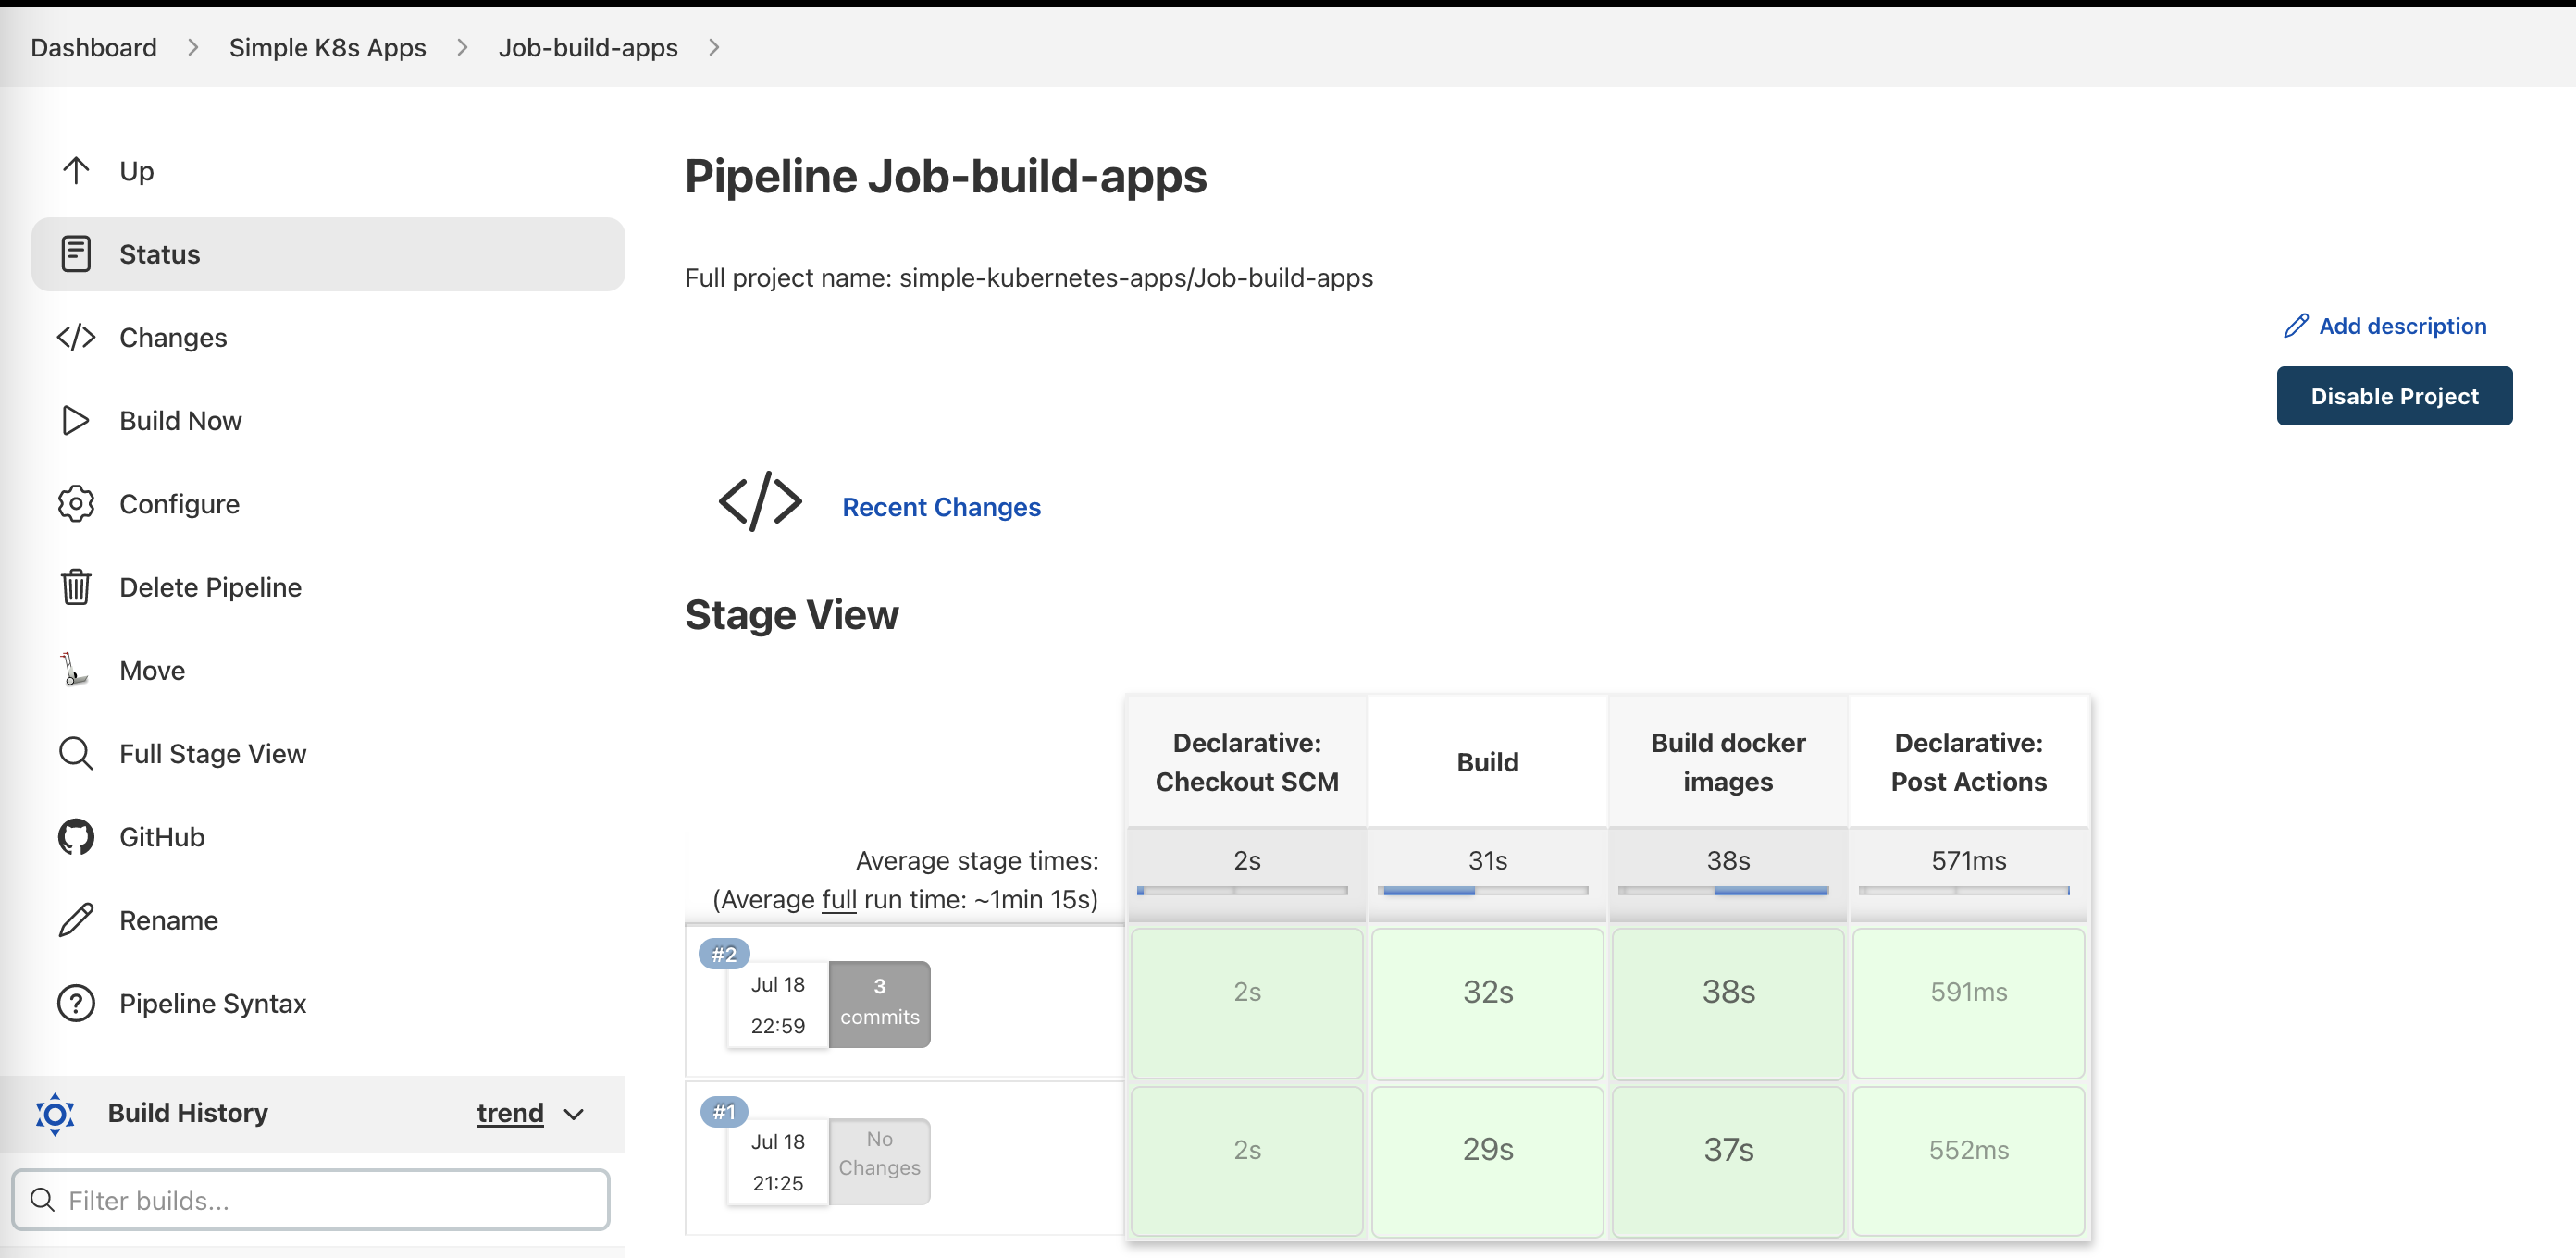 Dashboard > Simple K8s Apps > Job-build-apps >
Up
Status
Changes
Build Now
Configure
Delete Pipeline
Move
Full Stage View
GitHub
Rename
Pipeline Syntax
Build History trend
Filter builds...
Pipeline Job-build-apps
Full project name: simple-kubernetes-apps/Job-build-apps
Add description
Disable Project
</> Recent Changes
Stage View
Declarative:
Checkout SCM
Build
Build docker
images
Declarative:
Post Actions
Average stage times:
(Average full run time: ~1min 15s)
2s
31s
38s
571ms
#2
Jul 18
22:59
3
commits
2s
32s
38s
591ms
#1
Jul 18
21:25
No
Changes
2s
29s
37s
552ms